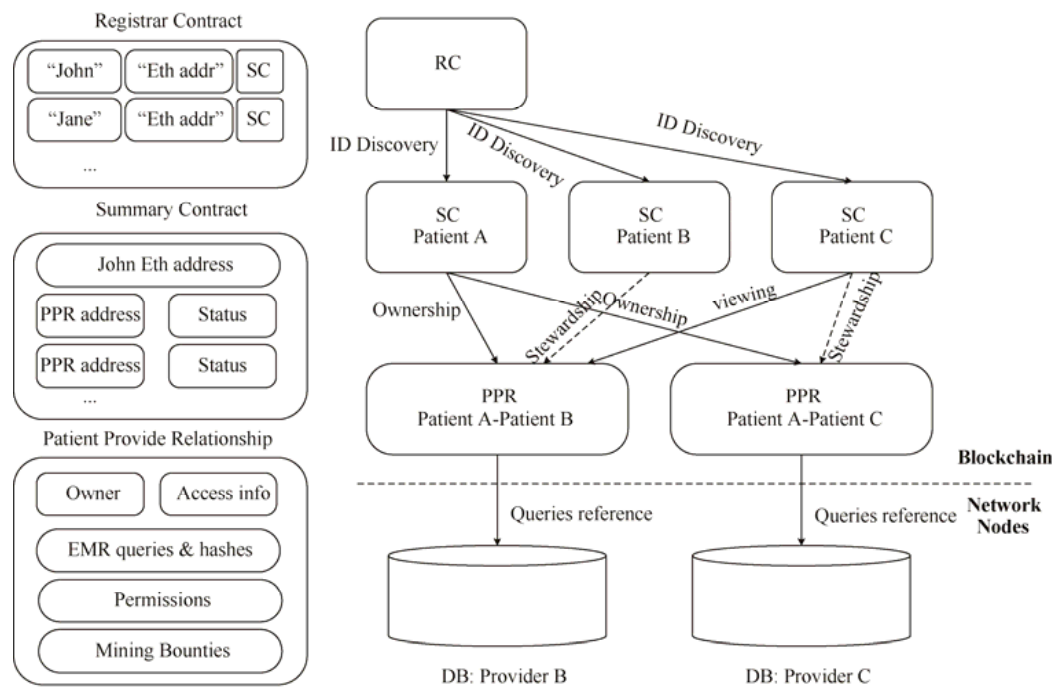 Registrar Contract
“John” “Eth addr” SC
“Jane” “Eth addr” SC
...
Summary Contract
John Eth address
PPR address Status
PPR address Status
...
Patient Provide Relationship
Owner Access info
EMR queries & hashes
Permissions
Mining Bounties
RC
ID Discovery
ID Discovery
ID Discovery
SC
Patient A
SC
Patient B
SC
Patient C
Ownership
Stewardship
Ownership
viewing
Stewardship
PPR
Patient A-Patient B
PPR
Patient A-Patient C
Blockchain
Network
Nodes
Queries reference
Queries reference
DB: Provider B
DB: Provider C